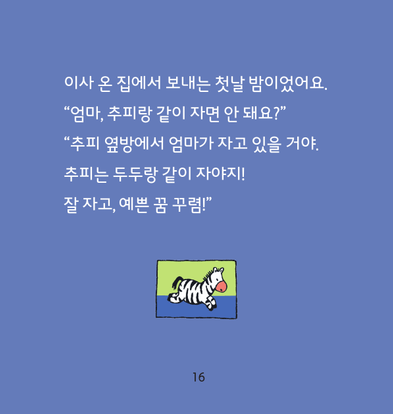 이사 온 집에서 보내는 첫날 밤이었어요.
“엄마, 추피랑 같이 자면 안 돼요?”
“추피 옆방에서 엄마가 자고 있을 거야.
추피는 두두랑 같이 자야지!
잘 자고, 예쁜 꿈 꾸렴!”
16